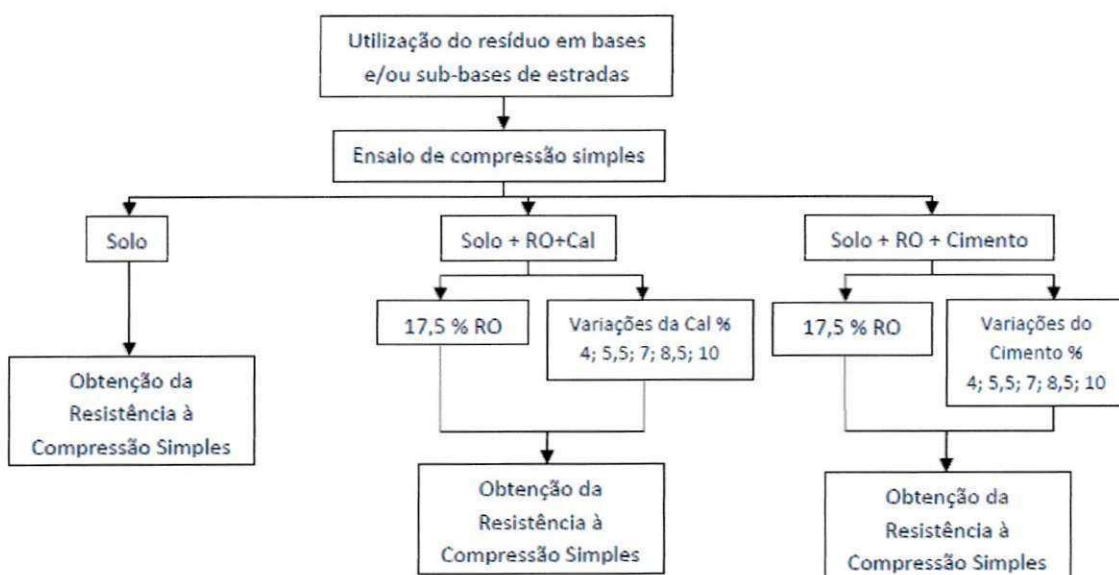 Utilização do resíduo em bases
e/ou sub-bases de estradas
Ensaio de compressão simples
Solo
Solo + RO+Cal
Solo + RO + Cimento
17,5 % RO
Variações da Cal %
4; 5,5; 7; 8,5; 10
17,5 % RO
Variações do
Cimento %
4; 5,5; 7; 8,5; 10
Obtenção da
Resistência à
Compressão Simples
Obtenção da
Resistência à
Compressão Simples
Obtenção da
Resistência à
Compressão Simples